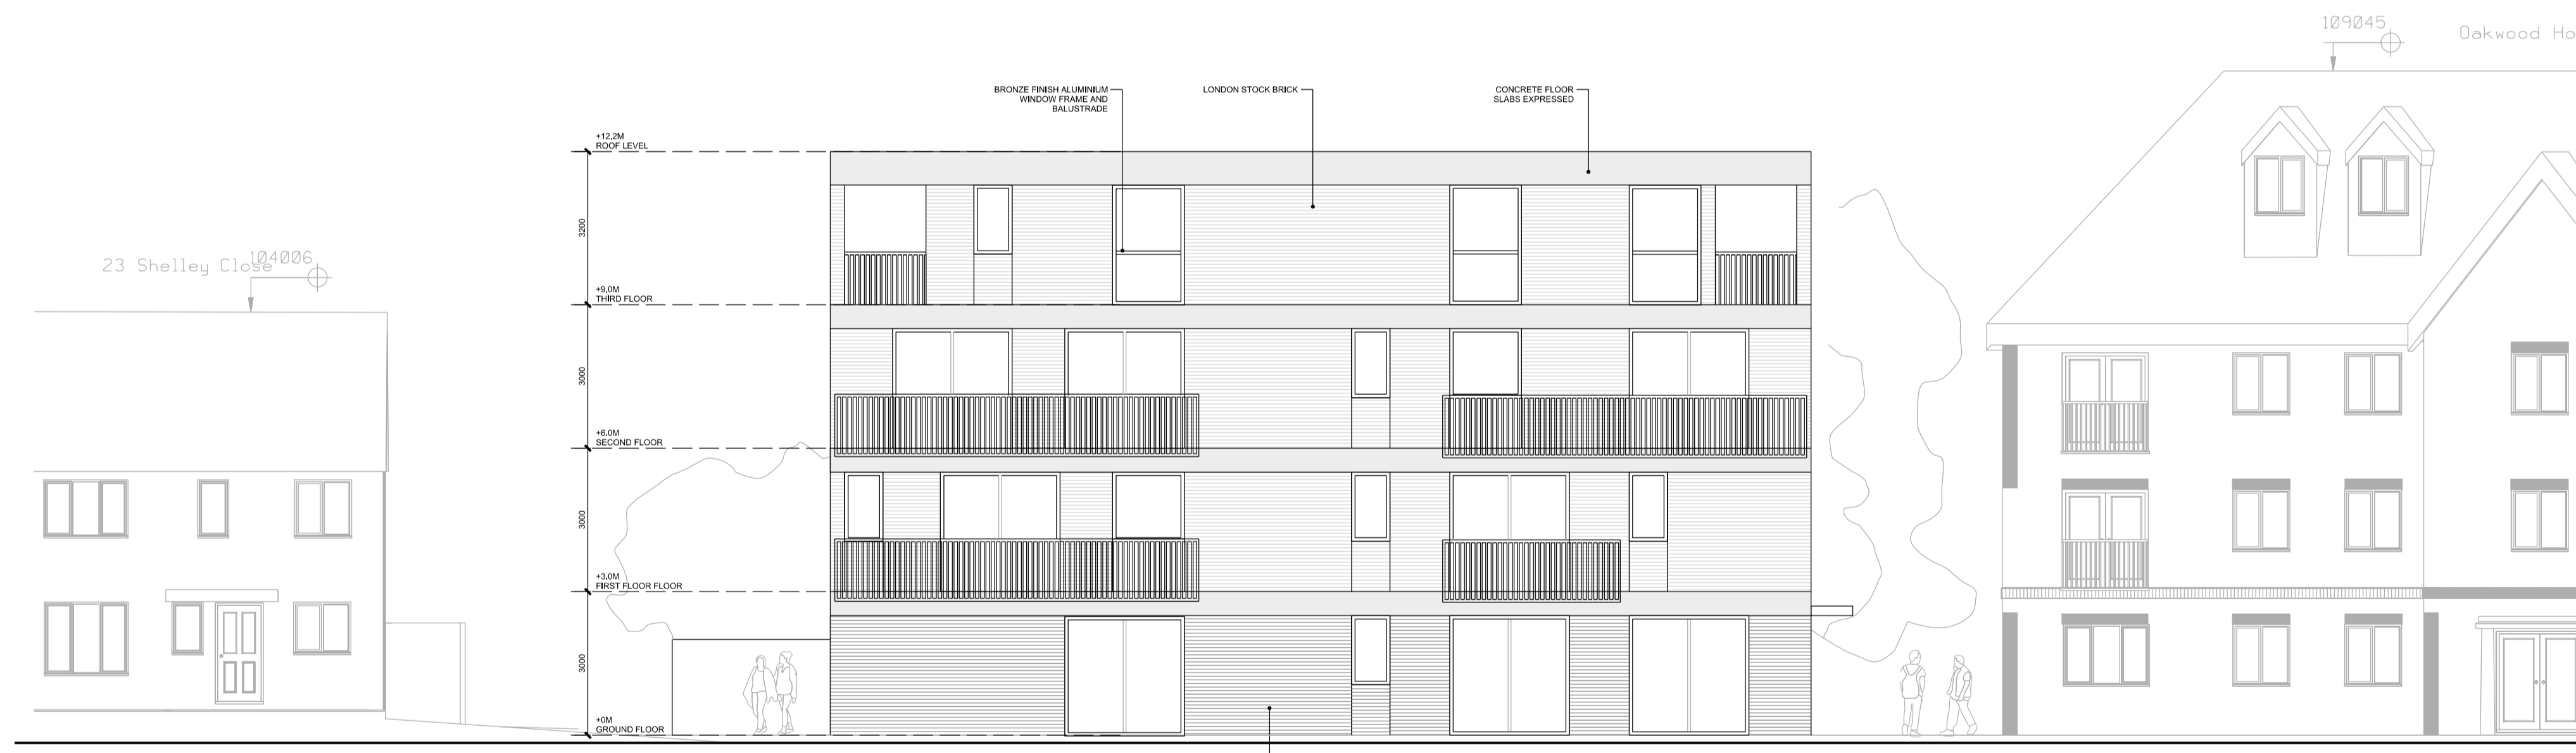 109045
Oakwood Ho
BRONZE FINISH ALUMINIUM
WINDOW FRAME AND
BALUSTRADE
LONDON STOCK BRICK
CONCRETE FLOOR
SLABS EXPRESSED
+12.2M
ROOF LEVEL
3200
104006
23 Shelley Close
+9.0M
THIRD FLOOR
3000
+6.0M
SECOND FLOOR
3000
+3.0M
FIRST FLOOR FLOOR
3000
+0M
GROUND FLOOR